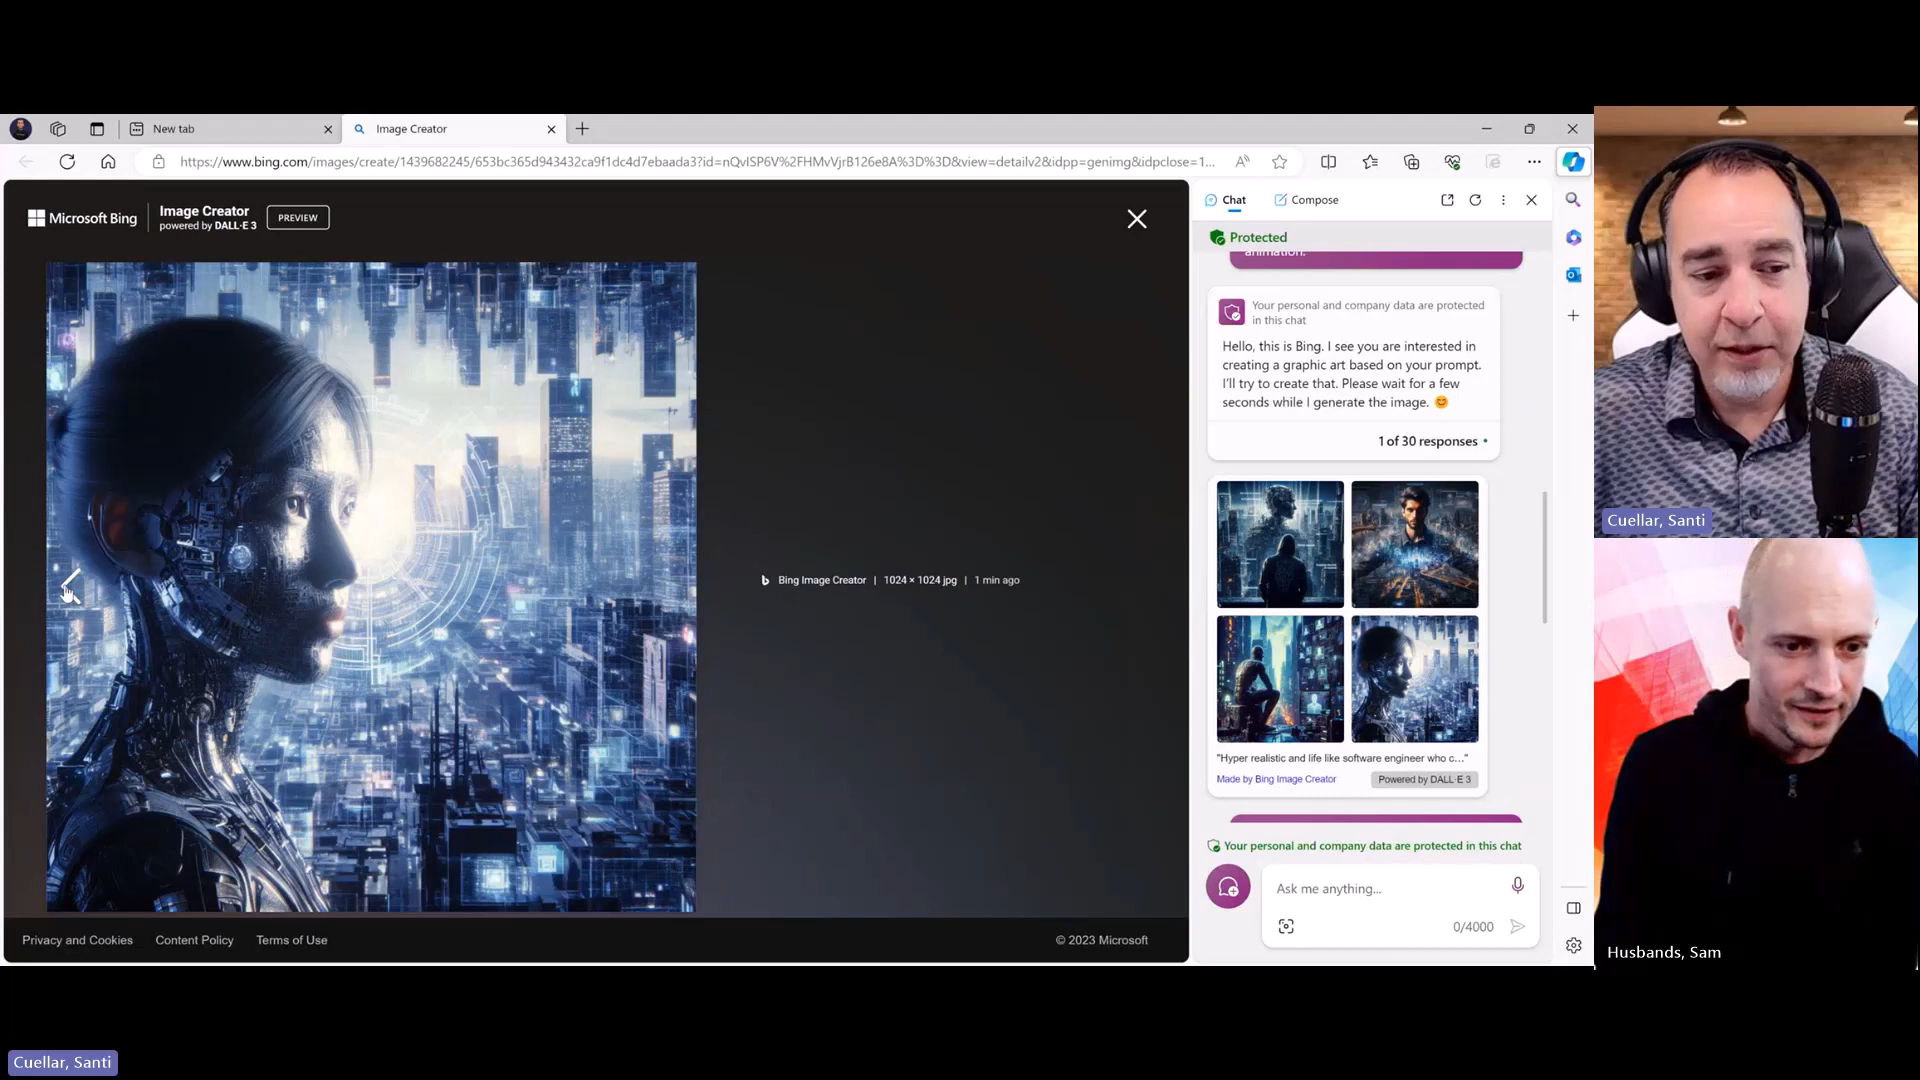 New tab
Image Creator
https://www.bing.com/images/create/1439682245/653bc365d943432ca9f1dc4d7ebaada3?id=nQvISP6V%2FHMvVjrB126e8A%3D%3D&view=detailv2&idpp=genimg&idpclose=1...
Microsoft Bing
Image Creator
powered by DALL·E 3
PREVIEW
Bing Image Creator | 1024 × 1024 jpg | 1 min ago
Privacy and Cookies
Content Policy
Terms of Use
© 2023 Microsoft
Chat
Compose
Protected
animation.
Your personal and company data are protected
in this chat
Hello, this is Bing. I see you are interested in
creating a graphic art based on your prompt.
I'll try to create that. Please wait for a few
seconds while I generate the image. 😊
1 of 30 responses
"Hyper realistic and life like software engineer who c..."
Made by Bing Image Creator
Powered by DALL·E 3
Your personal and company data are protected in this chat
Ask me anything...
0/4000
Cuellar, Santi
Husbands, Sam
Cuellar, Santi